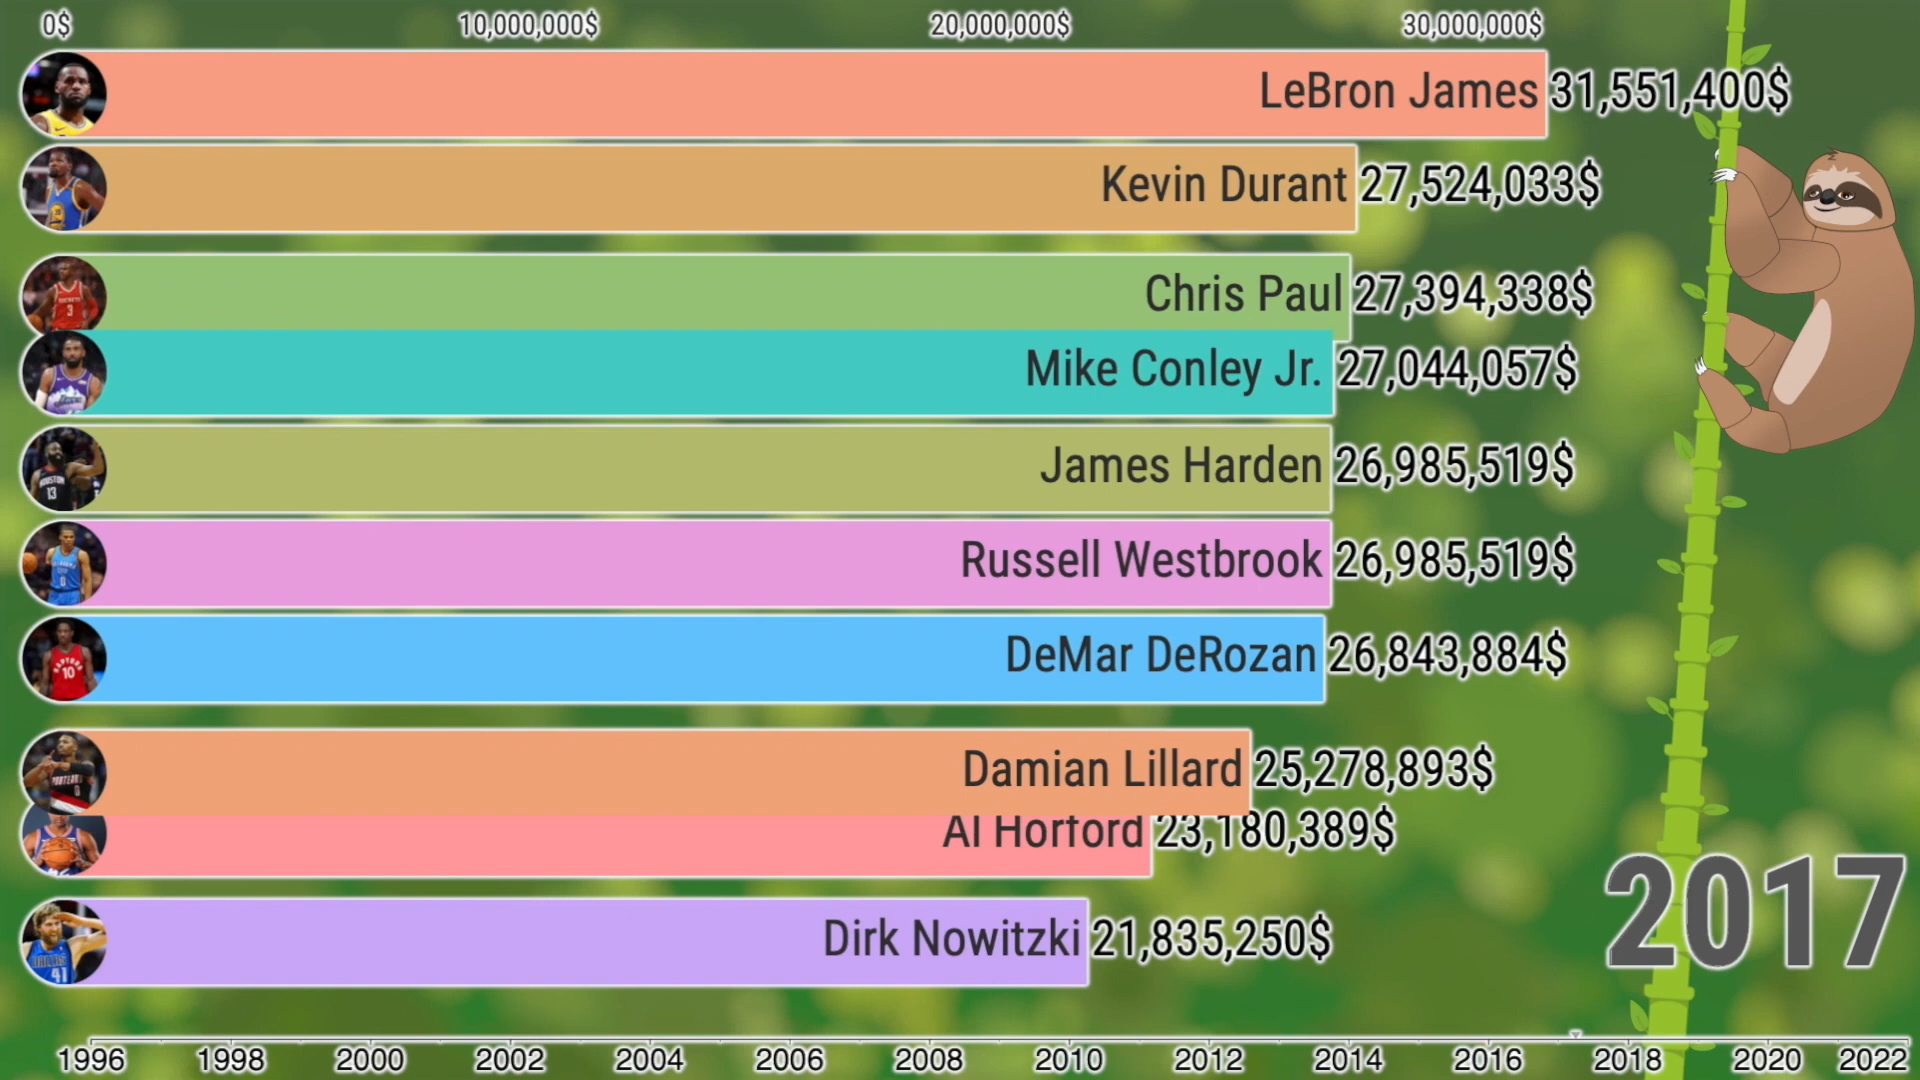 0$ 10,000,000$ 20,000,000$ 30,000,000$
LeBron James 31,551,400$
Kevin Durant 27,524,033$
Chris Paul 27,394,338$
Mike Conley Jr. 27,044,057$
James Harden 26,985,519$
Russell Westbrook 26,985,519$
DeMar DeRozan 26,843,884$
Damian Lillard 25,278,893$
Al Horford 23,180,389$
Dirk Nowitzki 21,835,250$
2017
1996 1998 2000 2002 2004 2006 2008 2010 2012 2014 2016 2018 2020 2022